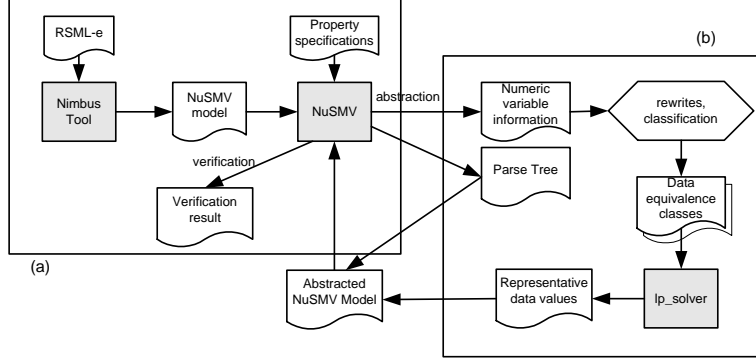 RSML-e
Property
specifications
(b)
Nimbus
Tool
NuSMV
model
NuSMV
abstraction
Numeric
variable
information
rewrites,
classification
verification
Parse Tree
Verification
result
Data
equivalence
classes
(a)
Abstracted
NuSMV Model
Representative
data values
lp_solver